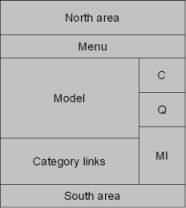 North area
Menu
Model
C
Q
Category links
MI
South area